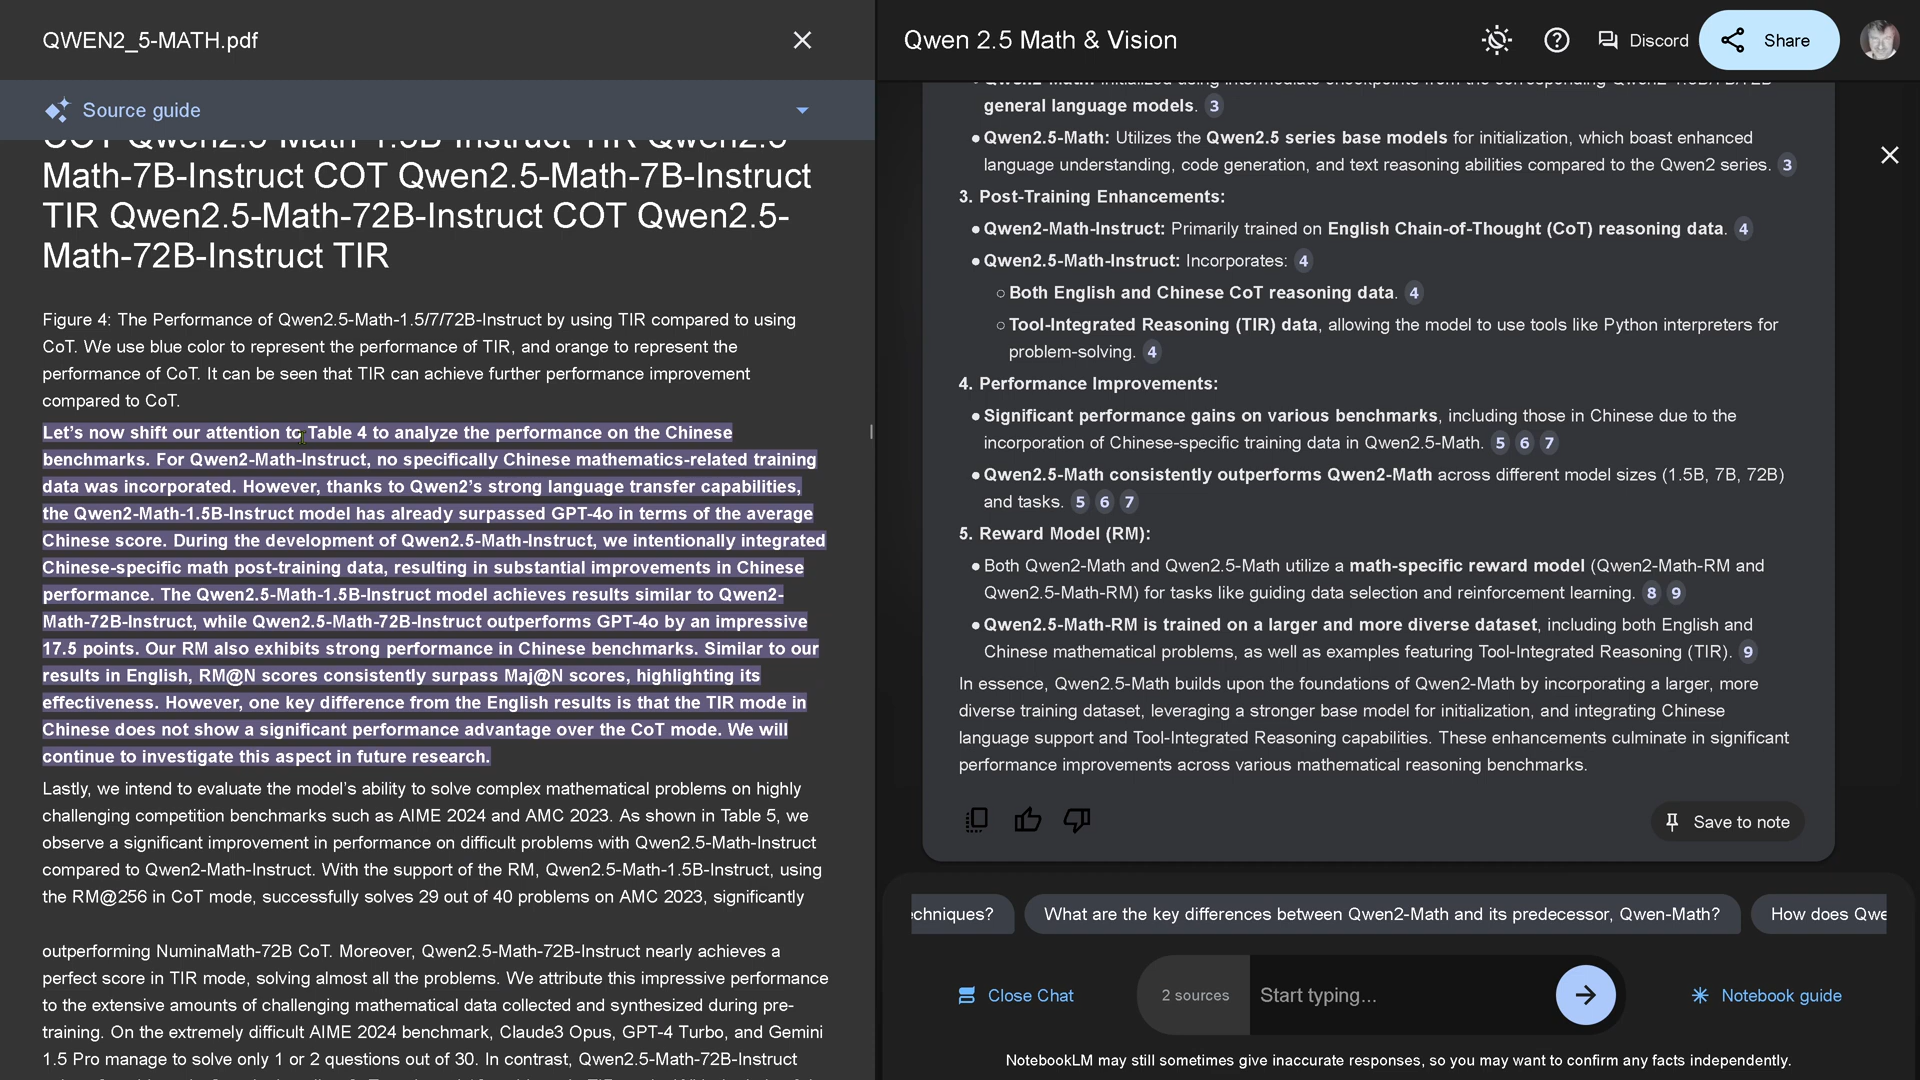 QWEN2_5-MATH.pdf
Source guide
COT Qwen2.5-Math-1.5B-Instruct TIR Qwen2.5-
Math-7B-Instruct COT Qwen2.5-Math-7B-Instruct
TIR Qwen2.5-Math-72B-Instruct COT Qwen2.5-
Math-72B-Instruct TIR
Figure 4: The Performance of Qwen2.5-Math-1.5/7/72B-Instruct by using TIR compared to using
CoT. We use blue color to represent the performance of TIR, and orange to represent the
performance of CoT. It can be seen that TIR can achieve further performance improvement
compared to CoT.
Let’s now shift our attention to Table 4 to analyze the performance on the Chinese
benchmarks. For Qwen2-Math-Instruct, no specifically Chinese mathematics-related training
data was incorporated. However, thanks to Qwen2’s strong language transfer capabilities,
the Qwen2-Math-1.5B-Instruct model has already surpassed GPT-4o in terms of the average
Chinese score. During the development of Qwen2.5-Math-Instruct, we intentionally integrated
Chinese-specific math post-training data, resulting in substantial improvements in Chinese
performance. The Qwen2.5-Math-1.5B-Instruct model achieves results similar to Qwen2-
Math-72B-Instruct, while Qwen2.5-Math-72B-Instruct outperforms GPT-4o by an impressive
17.5 points. Our RM also exhibits strong performance in Chinese benchmarks. Similar to our
results in English, RM@N scores consistently surpass Maj@N scores, highlighting its
effectiveness. However, one key difference from the English results is that the TIR mode in
Chinese does not show a significant performance advantage over the CoT mode. We will
continue to investigate this aspect in future research.
Lastly, we intend to evaluate the model’s ability to solve complex mathematical problems on highly
challenging competition benchmarks such as AIME 2024 and AMC 2023. As shown in Table 5, we
observe a significant improvement in performance on difficult problems with Qwen2.5-Math-Instruct
compared to Qwen2-Math-Instruct. With the support of the RM, Qwen2.5-Math-1.5B-Instruct, using
the RM@256 in CoT mode, successfully solves 29 out of 40 problems on AMC 2023, significantly
outperforming NuminaMath-72B CoT. Moreover, Qwen2.5-Math-72B-Instruct nearly achieves a
perfect score in TIR mode, solving almost all the problems. We attribute this impressive performance
to the extensive amounts of challenging mathematical data collected and synthesized during pre-
training. On the extremely difficult AIME 2024 benchmark, Claude3 Opus, GPT-4 Turbo, and Gemini
1.5 Pro manage to solve only 1 or 2 questions out of 30. In contrast, Qwen2.5-Math-72B-Instruct
Qwen 2.5 Math & Vision
Discord
Share
general language models. 3
● Qwen2.5-Math: Utilizes the Qwen2.5 series base models for initialization, which boast enhanced
language understanding, code generation, and text reasoning abilities compared to the Qwen2 series. 3
3. Post-Training Enhancements:
● Qwen2-Math-Instruct: Primarily trained on English Chain-of-Thought (CoT) reasoning data. 4
● Qwen2.5-Math-Instruct: Incorporates: 4
○ Both English and Chinese CoT reasoning data. 4
○ Tool-Integrated Reasoning (TIR) data, allowing the model to use tools like Python interpreters for
problem-solving. 4
4. Performance Improvements:
● Significant performance gains on various benchmarks, including those in Chinese due to the
incorporation of Chinese-specific training data in Qwen2.5-Math. 5 6 7
● Qwen2.5-Math consistently outperforms Qwen2-Math across different model sizes (1.5B, 7B, 72B)
and tasks. 5 6 7
5. Reward Model (RM):
● Both Qwen2-Math and Qwen2.5-Math utilize a math-specific reward model (Qwen2-Math-RM and
Qwen2.5-Math-RM) for tasks like guiding data selection and reinforcement learning. 8 9
● Qwen2.5-Math-RM is trained on a larger and more diverse dataset, including both English and
Chinese mathematical problems, as well as examples featuring Tool-Integrated Reasoning (TIR). 9
In essence, Qwen2.5-Math builds upon the foundations of Qwen2-Math by incorporating a larger, more
diverse training dataset, leveraging a stronger base model for initialization, and integrating Chinese
language support and Tool-Integrated Reasoning capabilities. These enhancements culminate in significant
performance improvements across various mathematical reasoning benchmarks.
Save to note
echniques?
What are the key differences between Qwen2-Math and its predecessor, Qwen-Math?
How does Qwe
Close Chat
2 sources
Start typing...
Notebook guide
NotebookLM may still sometimes give inaccurate responses, so you may want to confirm any facts independently.